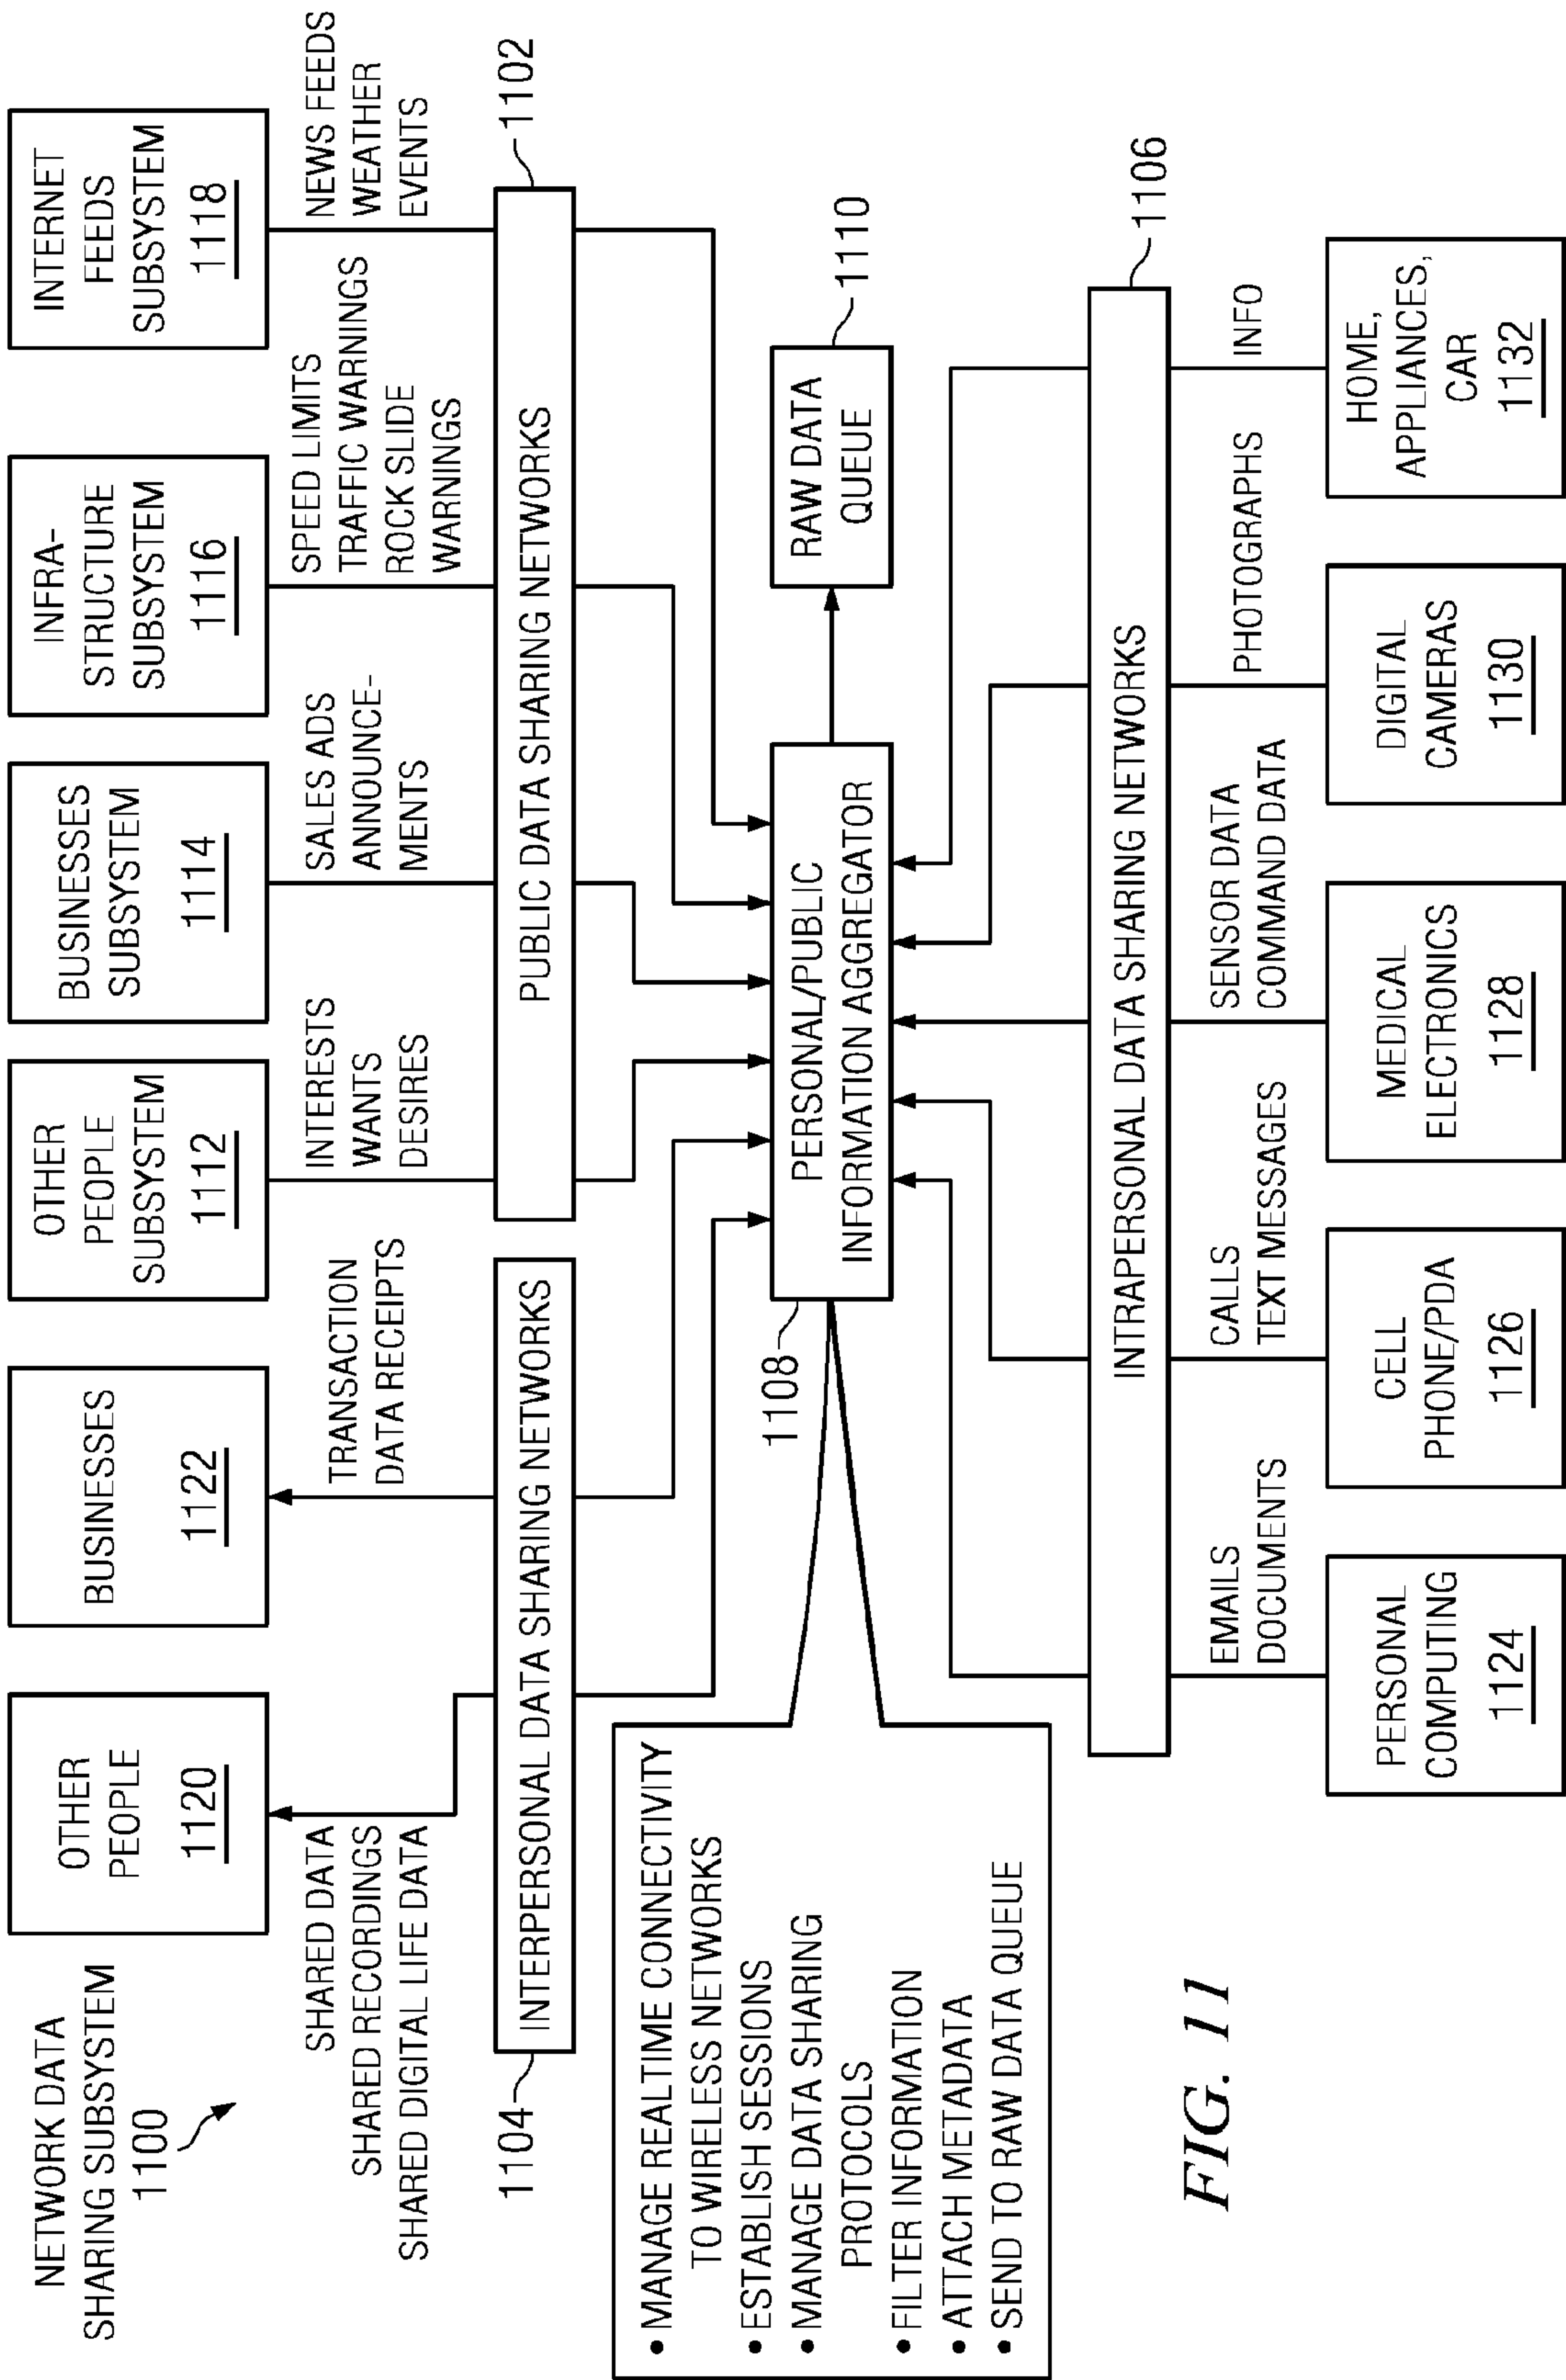 NETWORK DATA
SHARING SUBSYSTEM
1100
OTHER
PEOPLE
1120
BUSINESSES
1122
OTHER
PEOPLE
SUBSYSTEM
1112
BUSINESSES
SUBSYSTEM
1114
INFRA-
STRUCTURE
SUBSYSTEM
1116
INTERNET
FEEDS
SUBSYSTEM
1118
SHARED DATA
SHARED RECORDINGS
SHARED DIGITAL LIFE DATA
TRANSACTION
DATA RECEIPTS
INTERESTS
WANTS
DESIRES
SALES ADS
ANNOUNCE-
MENTS
SPEED LIMITS
TRAFFIC WARNINGS
ROCK SLIDE
WARNINGS
NEWS FEEDS
WEATHER
EVENTS
1104
INTERPERSONAL DATA SHARING NETWORKS
PUBLIC DATA SHARING NETWORKS
1102
• MANAGE REALTIME CONNECTIVITY
TO WIRELESS NETWORKS
• ESTABLISH SESSIONS
• MANAGE DATA SHARING
PROTOCOLS
• FILTER INFORMATION
• ATTACH METADATA
• SEND TO RAW DATA QUEUE
1108
PERSONAL/PUBLIC
INFORMATION AGGREGATOR
RAW DATA
QUEUE
1110
INTRAPERSONAL DATA SHARING NETWORKS
1106
EMAILS
DOCUMENTS
CALLS
TEXT MESSAGES
SENSOR DATA
COMMAND DATA
PHOTOGRAPHS
INFO
PERSONAL
COMPUTING
1124
CELL
PHONE/PDA
1126
MEDICAL
ELECTRONICS
1128
DIGITAL
CAMERAS
1130
HOME,
APPLIANCES,
CAR
1132
FIG. 11